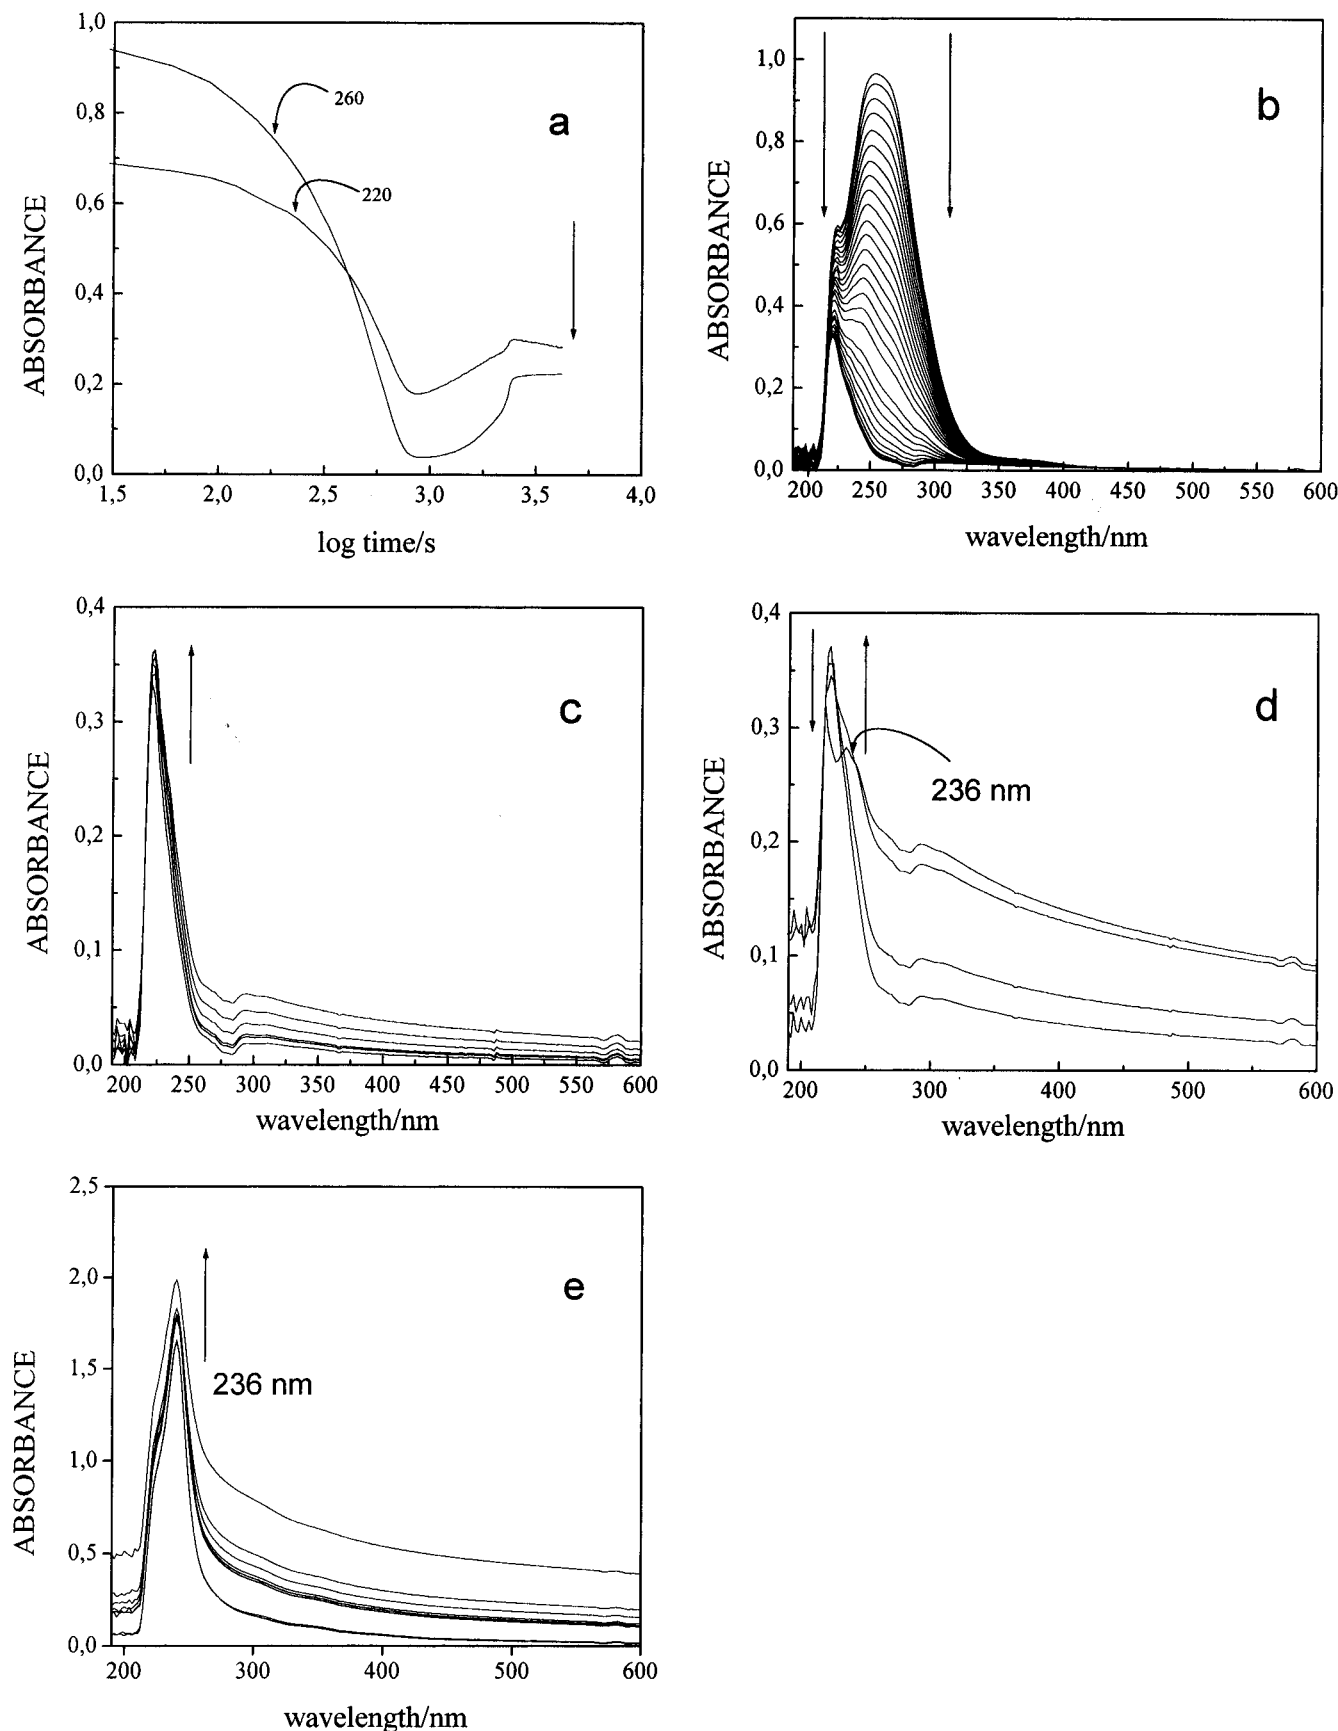 1,0
0,8
0,6
0,4
0,2
0,0
ABSORBANCE
260
220
a
1,5 2,0 2,5 3,0 3,5 4,0
log time/s
1,0
0,8
0,6
0,4
0,2
0,0
ABSORBANCE
b
200 250 300 350 400 450 500 550 600
wavelength/nm
0,4
0,3
0,2
0,1
0,0
ABSORBANCE
c
200 250 300 350 400 450 500 550 600
wavelength/nm
0,4
0,3
0,2
0,1
0,0
ABSORBANCE
d
236 nm
200 300 400 500 600
wavelength/nm
2,5
2,0
1,5
1,0
0,5
0,0
ABSORBANCE
e
236 nm
200 300 400 500 600
wavelength/nm